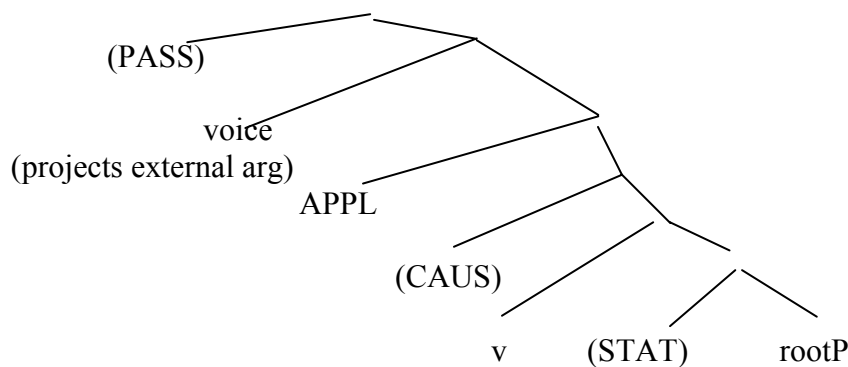 (PASS)
voice
(projects external arg)
APPL
(CAUS)
v (STAT) rootP